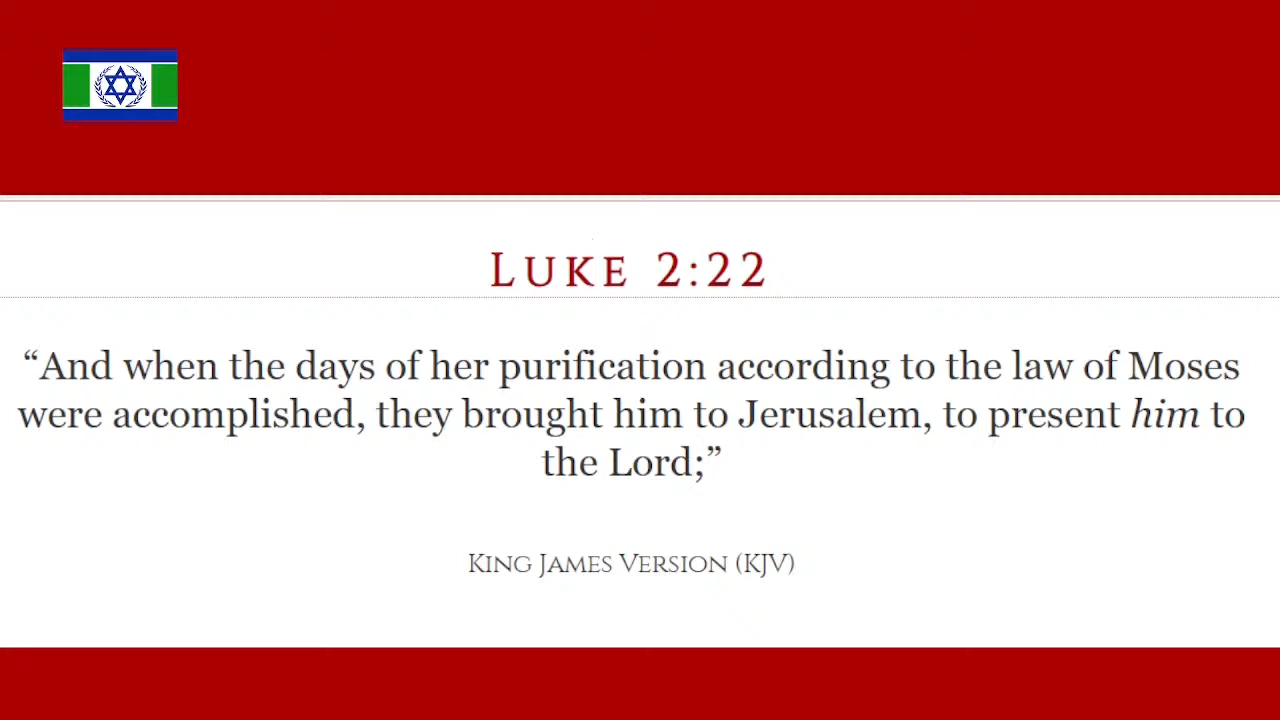 Luke 2:22
“And when the days of her purification according to the law of Moses
were accomplished, they brought him to Jerusalem, to present him to
the Lord;”
King James Version (KJV)